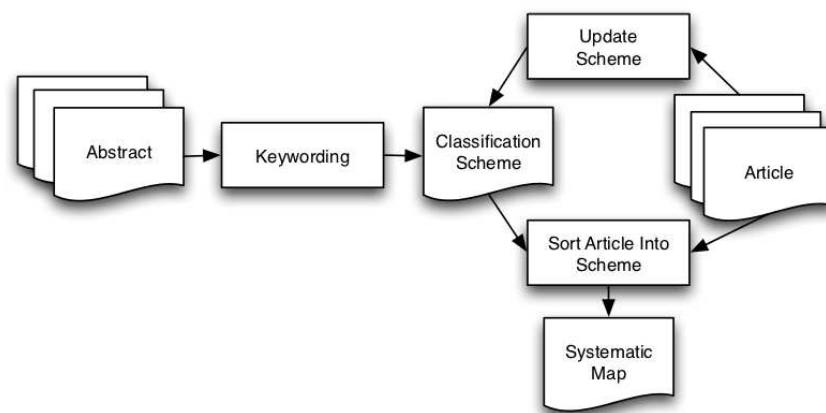 Update
Scheme
Abstract
Keywording
Classification
Scheme
Article
Sort Article Into
Scheme
Systematic
Map